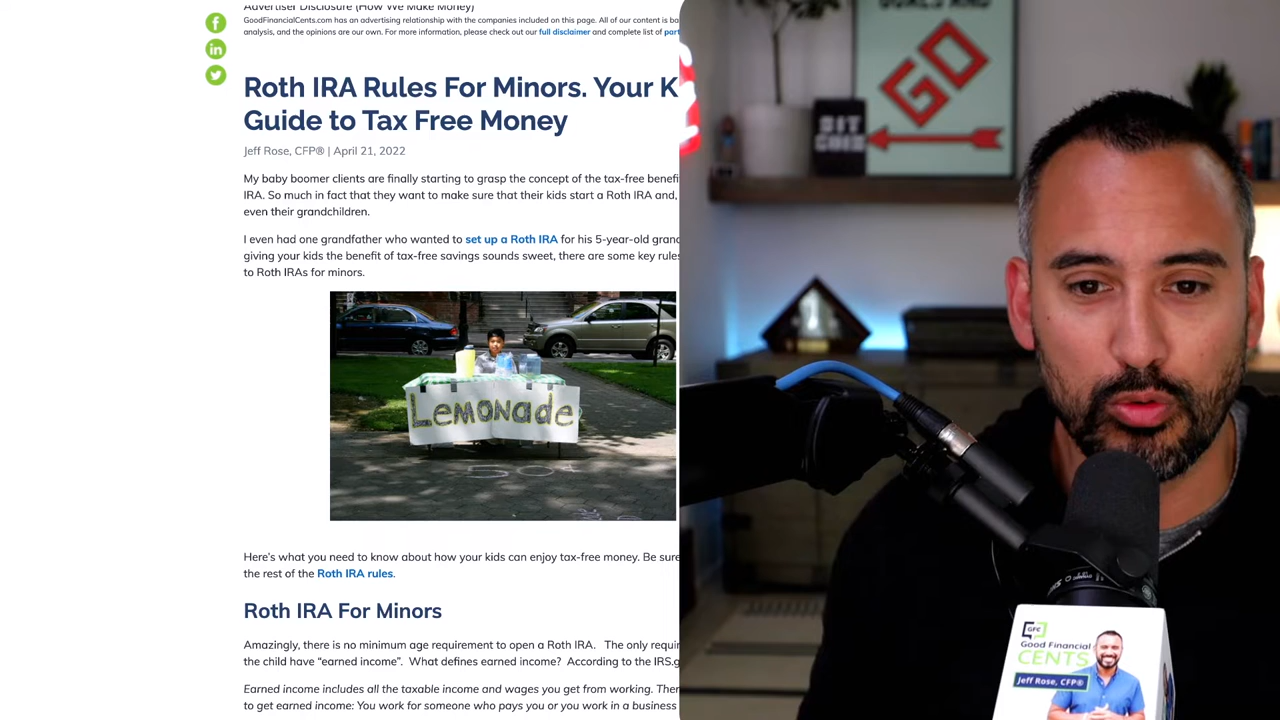 Advertiser Disclosure (How We Make Money)
GoodFinancialCents.com has an advertising relationship with the companies included on this page. All of our content is ba
analysis, and the opinions are our own. For more information, please check out our full disclaimer and complete list of part
Roth IRA Rules For Minors. Your K
Guide to Tax Free Money
Jeff Rose, CFP® | April 21, 2022
My baby boomer clients are finally starting to grasp the concept of the tax-free benefi
IRA. So much in fact that they want to make sure that their kids start a Roth IRA and,
even their grandchildren.
I even had one grandfather who wanted to set up a Roth IRA for his 5-year-old grand
giving your kids the benefit of tax-free savings sounds sweet, there are some key rules
to Roth IRAs for minors.
Lemonade
50¢
Here's what you need to know about how your kids can enjoy tax-free money. Be sure
the rest of the Roth IRA rules.
Roth IRA For Minors
Amazingly, there is no minimum age requirement to open a Roth IRA. The only requir
the child have "earned income". What defines earned income? According to the IRS.g
Earned income includes all the taxable income and wages you get from working. Ther
to get earned income: You work for someone who pays you or you work in a business
GOALS AND
GO
BIT
COIN
GFC
Good Financial
CENTS
Jeff Rose, CFP®